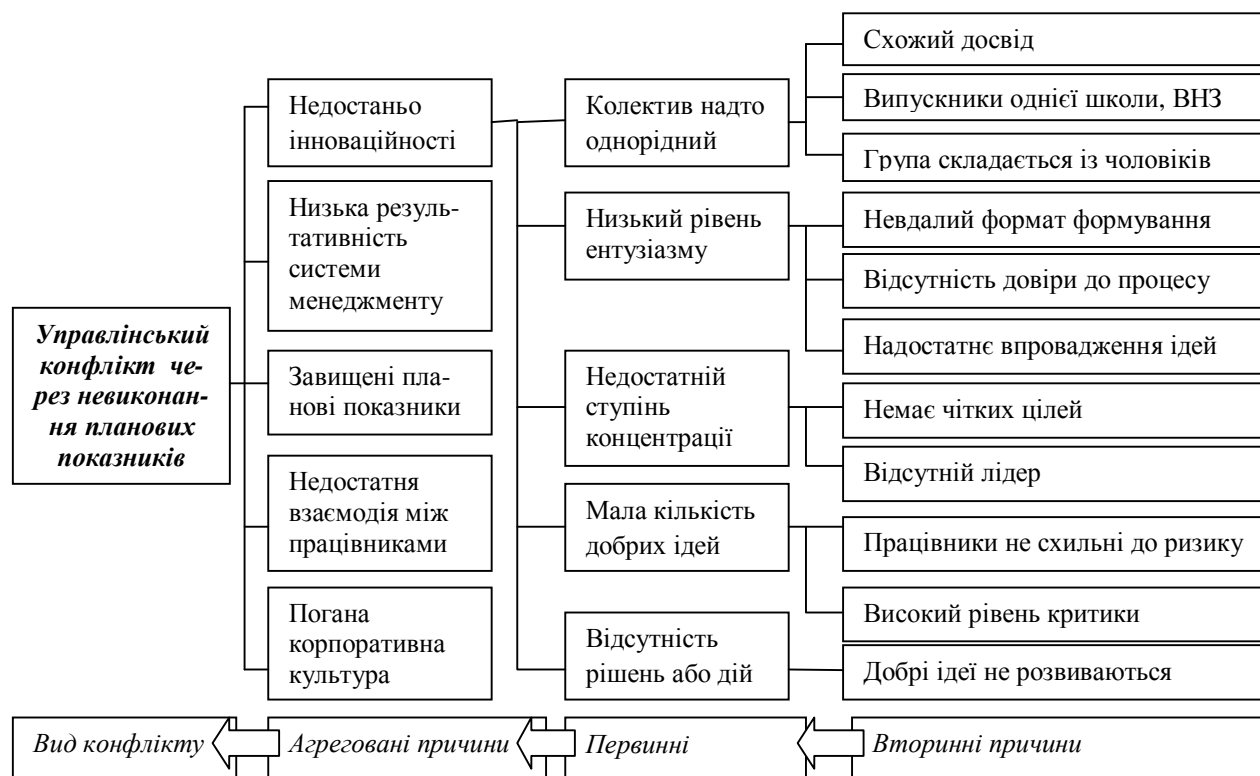 Управлінський
конфлікт че-
рез невиконан-
ня планових
показників
Недостаньо
інноваційності
Низька резуль-
тативність
системи
менеджменту
Завищені пла-
нові показники
Недостатня
взаємодія між
працівниками
Погана
корпоративна
культура
Колектив надто
однорідний
Низький рівень
ентузіазму
Недостатній
ступінь
концентрації
Мала кількість
добрих ідей
Відсутність
рішень або дій
Схожий досвід
Випускники однієї школи, ВНЗ
Група складається із чоловіків
Невдалий формат формування
Відсутність довіри до процесу
Надостатнє впровадження ідей
Немає чітких цілей
Відсутній лідер
Працівники не схильні до ризику
Високий рівень критики
Добрі ідеї не розвиваються
Вид конфлікту
Агреговані причини
Первинні
Вторинні причини